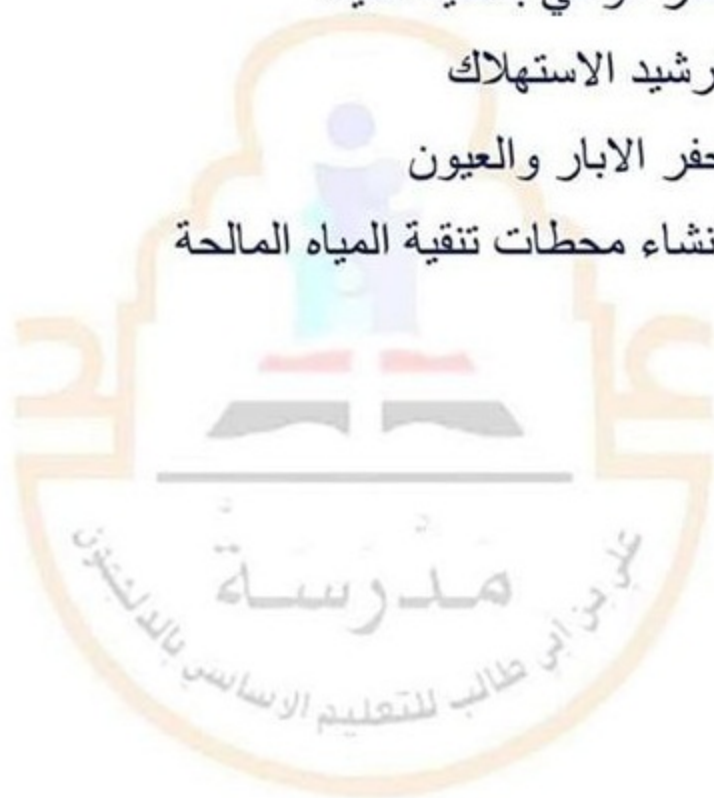 رشيد الاستهلاك
حفر الابار والعيون
نشاء محطات تنقية المياه المالحة
مدرسة
علي بن ابي طالب للتعليم الاساسي